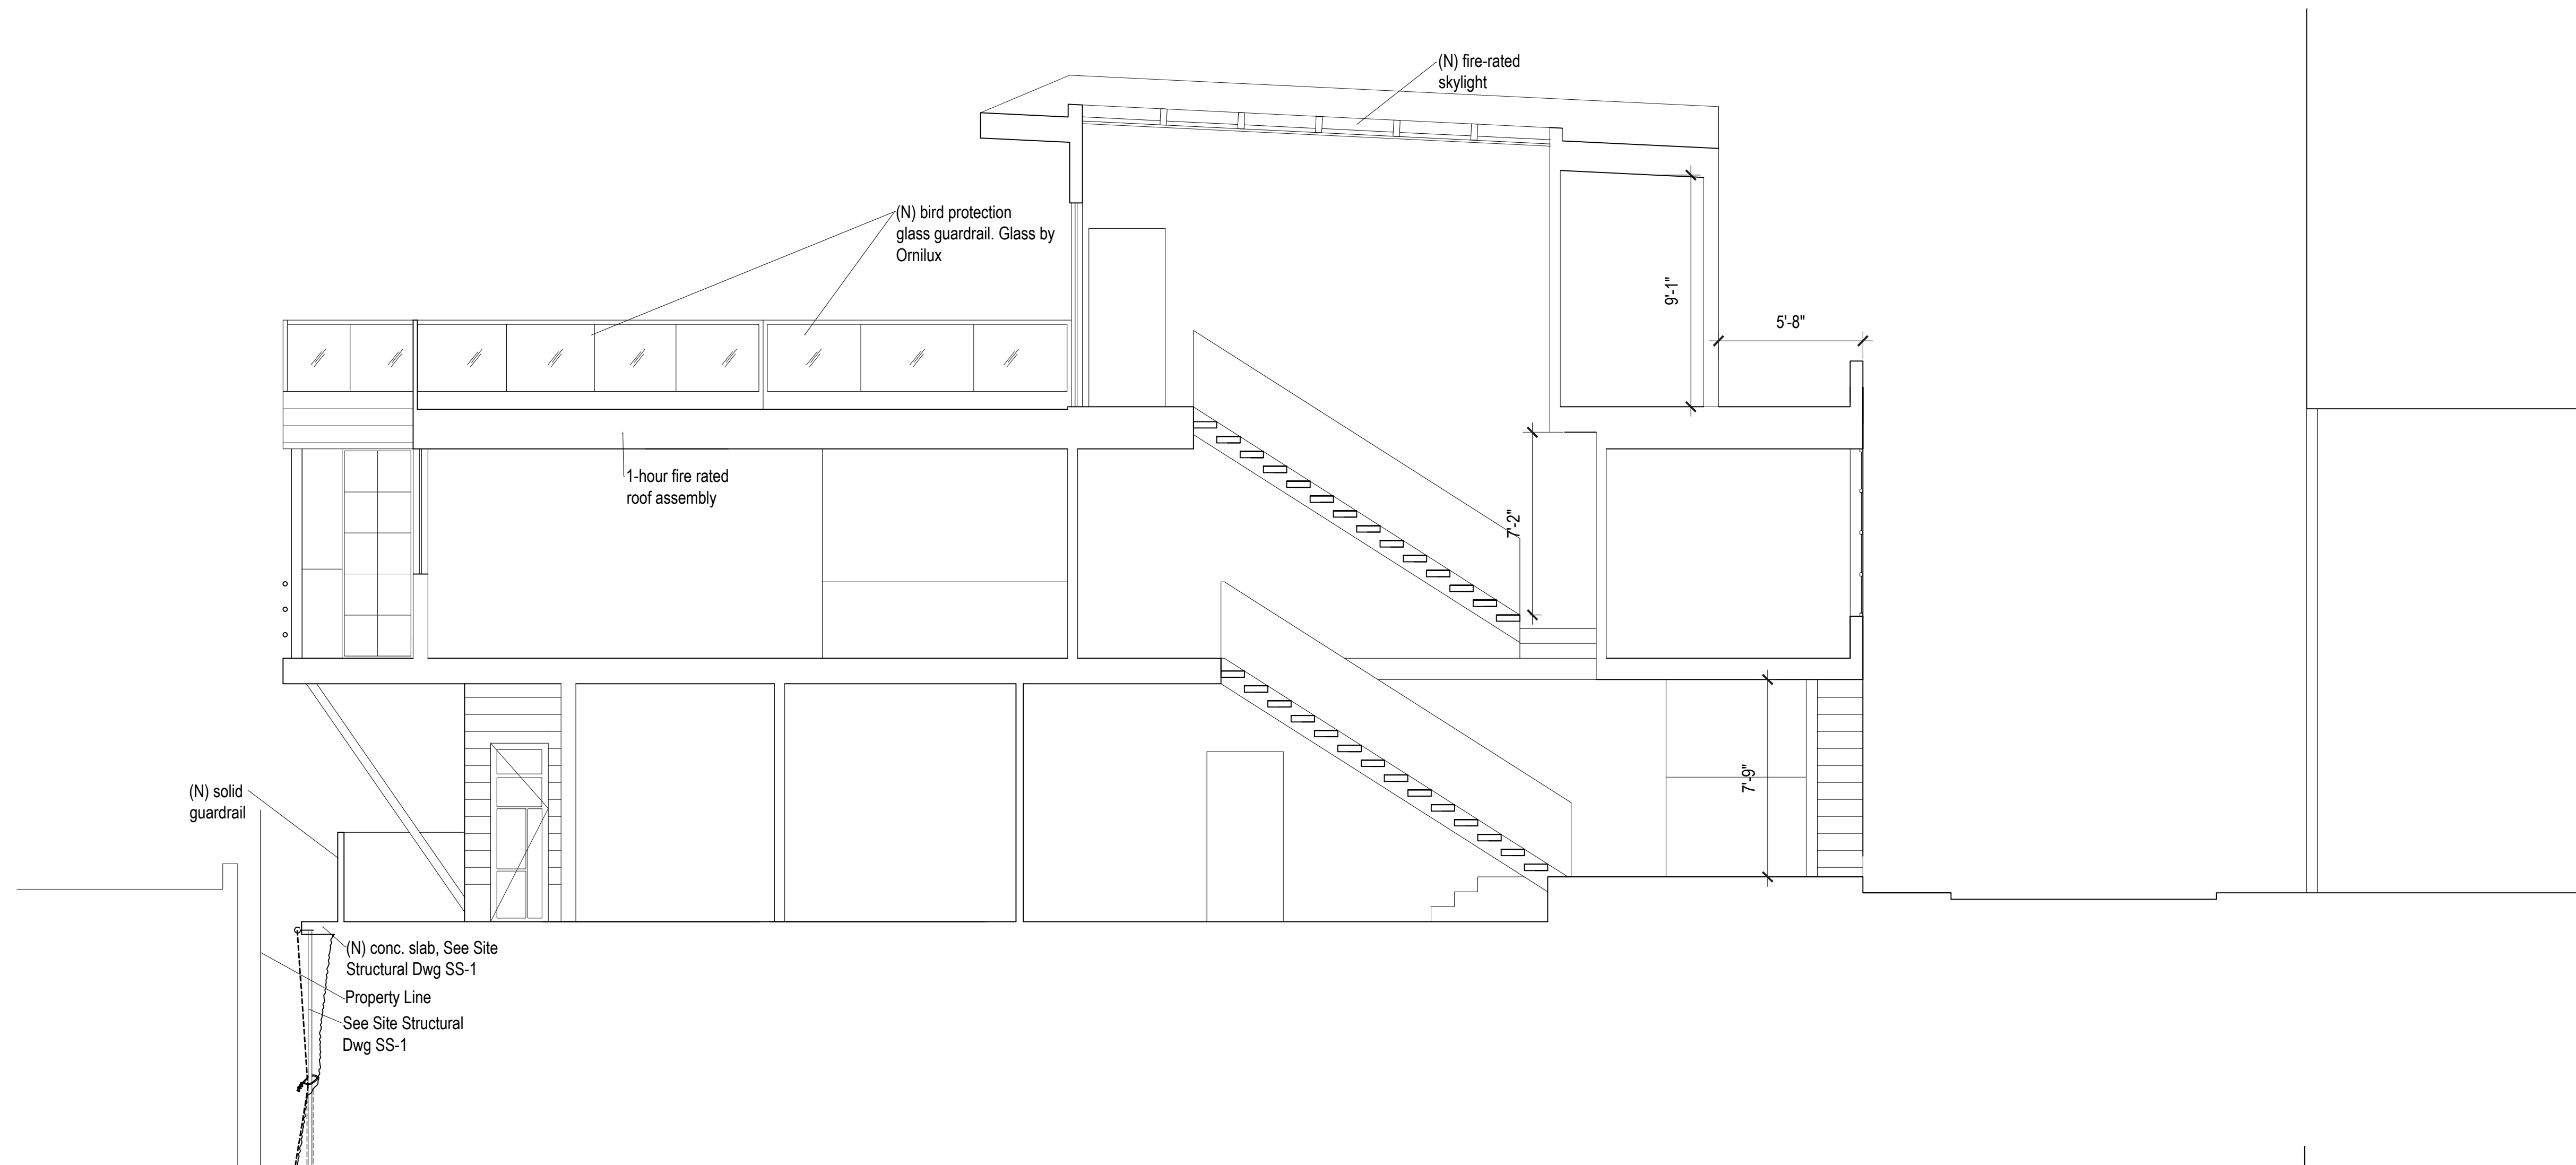 (N) fire-rated
skylight
(N) bird protection
glass guardrail. Glass by
Ornilux
9'-1"
5'-8"
1-hour fire rated
roof assembly
7'-2"
7'-9"
(N) solid
guardrail
(N) conc. slab, See Site
Structural Dwg SS-1
Property Line
See Site Structural
Dwg SS-1